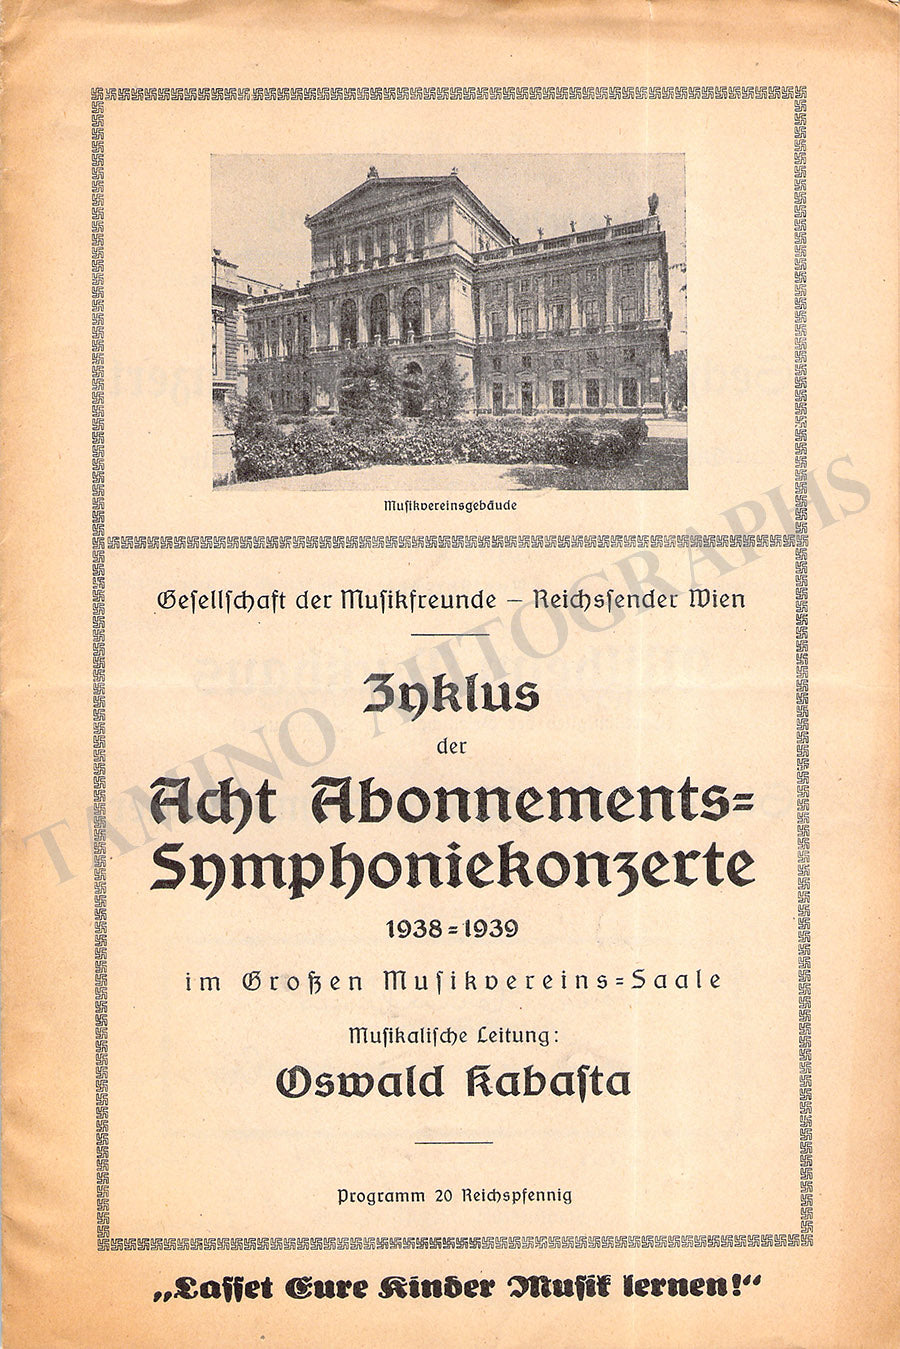 Musikvereinsgebäude
Gesellschaft der Musikfreunde – Reichssender Wien
Zyklus
der
Acht Abonnements=
Symphoniekonzerte
1938=1939
im Großen Musikvereins=Saale
Musikalische Leitung:
Oswald Kabasta
Programm 20 Reichspfennig
„Lasset Eure Kinder Musik lernen!“
TAMINO AUTOGRAPHS